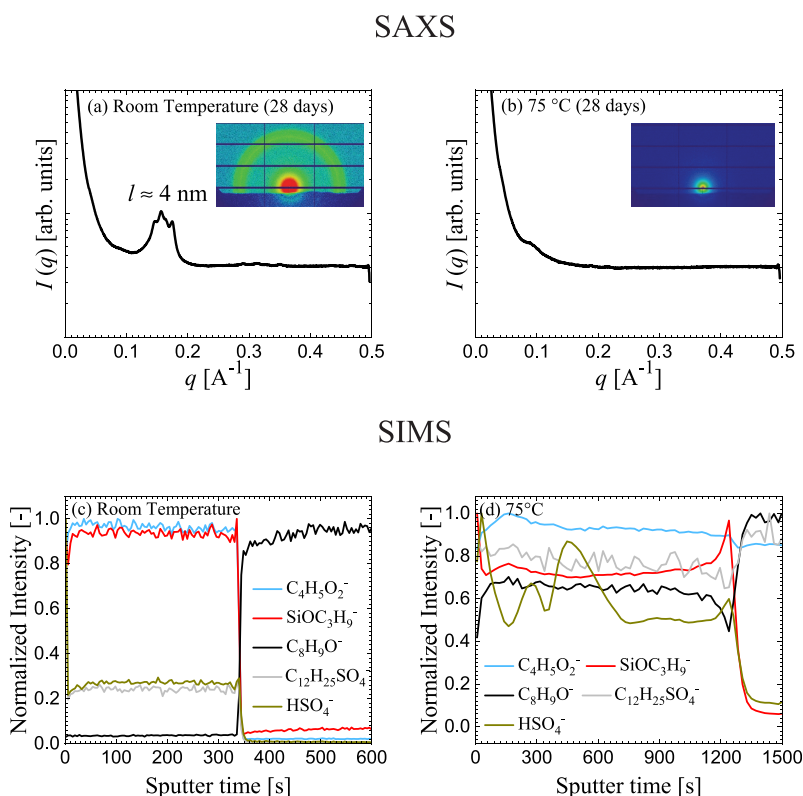 SAXS
(a) Room Temperature (28 days)
l ≈ 4 nm
I (q) [arb. units]
0.0 0.1 0.2 0.3 0.4 0.5
q [A⁻¹]
(b) 75 °C (28 days)
I (q) [arb. units]
0.0 0.1 0.2 0.3 0.4 0.5
q [A⁻¹]
SIMS
(c) Room Temperature
Normalized Intensity [-]
1.0
0.8
0.6
0.4
0.2
0.0
C₄H₅O₂⁻
SiOC₃H₉⁻
C₈H₉O⁻
C₁₂H₂₅SO₄⁻
HSO₄⁻
0 100 200 300 400 500 600
Sputter time [s]
(d) 75°C
Normalized Intensity [-]
1.0
0.8
0.6
0.4
0.2
0.0
C₄H₅O₂⁻ SiOC₃H₉⁻
C₈H₉O⁻ C₁₂H₂₅SO₄⁻
HSO₄⁻
0 300 600 900 1200 1500
Sputter time [s]